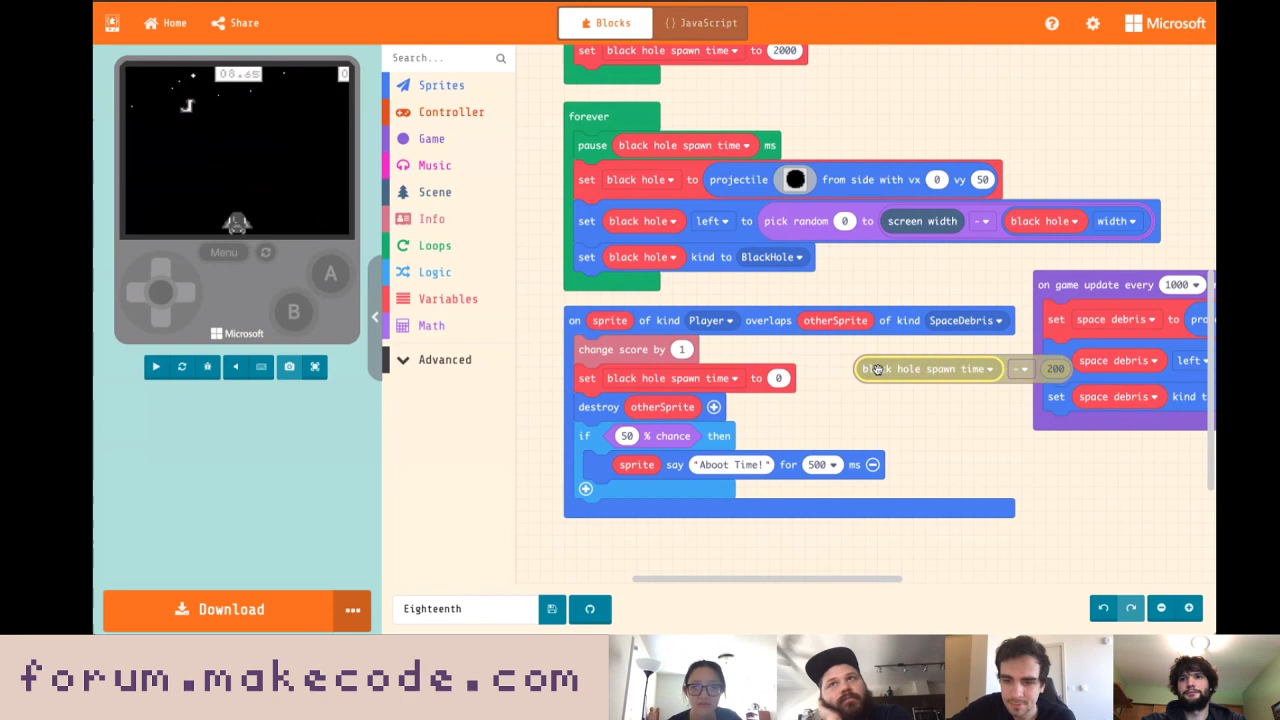 Home
Share
Blocks
{} JavaScript
Microsoft
08.65
0
Menu
A
B
Microsoft
Search...
Sprites
Controller
Game
Music
Scene
Info
Loops
Logic
Variables
Math
Advanced
set black hole spawn time to 2000
forever
pause black hole spawn time ms
set black hole to projectile from side with vx 0 vy 50
set black hole left to pick random 0 to screen width - black hole width
set black hole kind to BlackHole
on sprite of kind Player overlaps otherSprite of kind SpaceDebris
change score by 1
set black hole spawn time to 0
destroy otherSprite
if 50 % chance then
sprite say "Aboot Time!" for 500 ms
black hole spawn time - 200
on game update every 1000
set space debris to pro
space debris left
set space debris kind t
Download
Eighteenth
forum.makecode.com